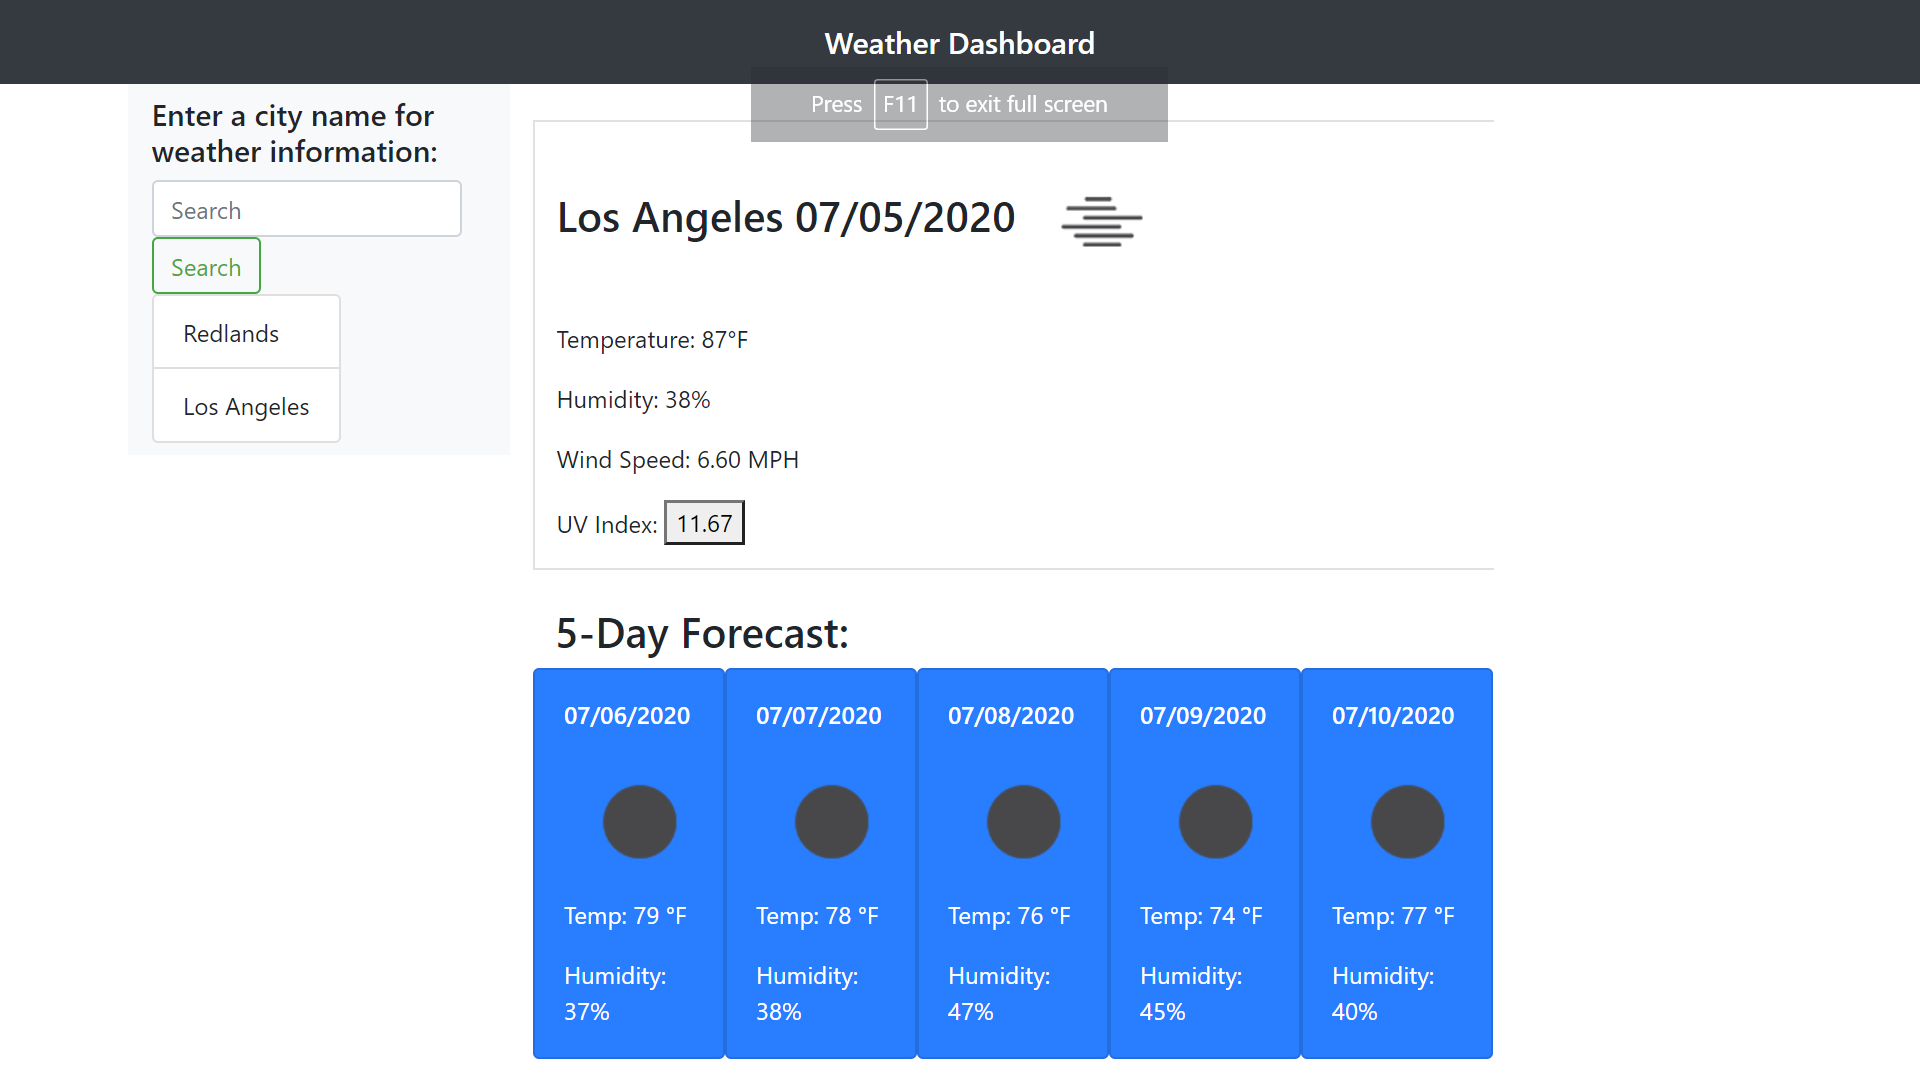 Weather Dashboard
Press F11 to exit full screen
Enter a city name for
weather information:
Search
Search
Redlands
Los Angeles
Los Angeles 07/05/2020
Temperature: 87°F
Humidity: 38%
Wind Speed: 6.60 MPH
UV Index: 11.67
5-Day Forecast:
07/06/2020
Temp: 79 °F
Humidity:
37%
07/07/2020
Temp: 78 °F
Humidity:
38%
07/08/2020
Temp: 76 °F
Humidity:
47%
07/09/2020
Temp: 74 °F
Humidity:
45%
07/10/2020
Temp: 77 °F
Humidity:
40%